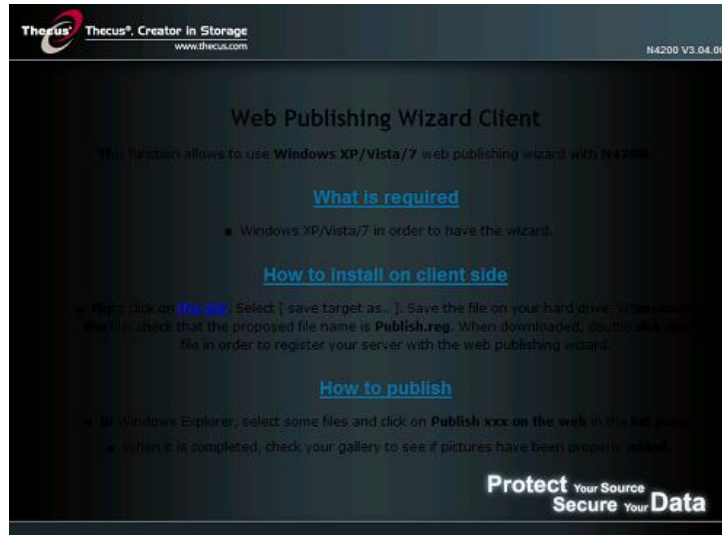 Thecus® Thecus®, Creator in Storage
www.thecus.com
N4200 V3.04.00
Web Publishing Wizard Client
This function allows to use Windows XP/Vista/7 web publishing wizard with N4200.
What is required
Windows XP/Vista/7 in order to have the wizard.
How to install on client side
Right click on this link. Select [ save target as.. ]. Save the file on your hard drive. When
the file, check that the proposed file name is Publish.reg. When downloaded, double
file in order to register your server with the web publishing wizard.
How to publish
In Windows Explorer, select some files and click on Publish xxx on the web in the left
When it is completed, check your gallery to see if pictures have been properly added.
Protect Your Source
Secure Your Data